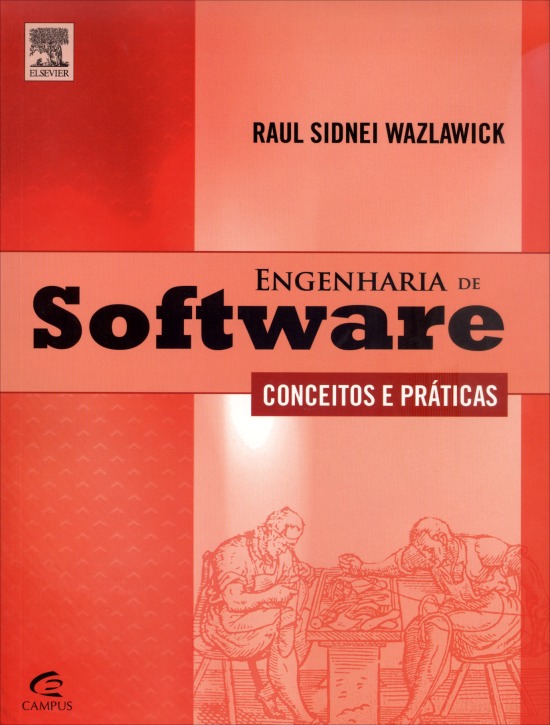 ELSEVIER
RAUL SIDNEI WAZLAWICK
ENGENHARIA DE
Software
CONCEITOS E PRÁTICAS
CAMPUS